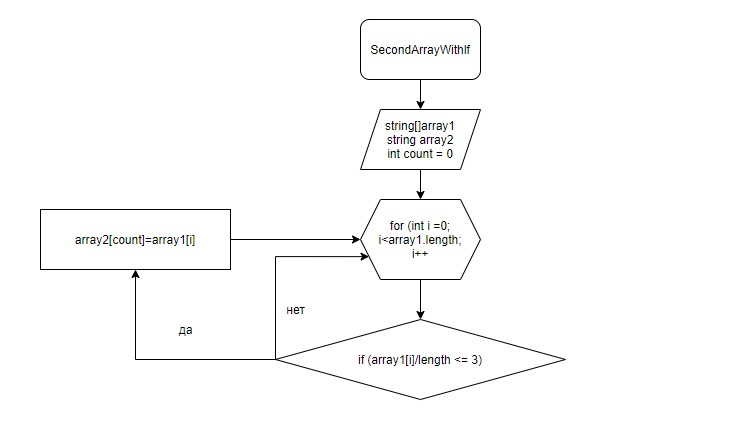 SecondArrayWithIf
string[]array1
string array2
int count = 0
for (int i =0;
i<array1.length;
i++
array2[count]=array1[i]
нет
да
if (array1[i]/length <= 3)